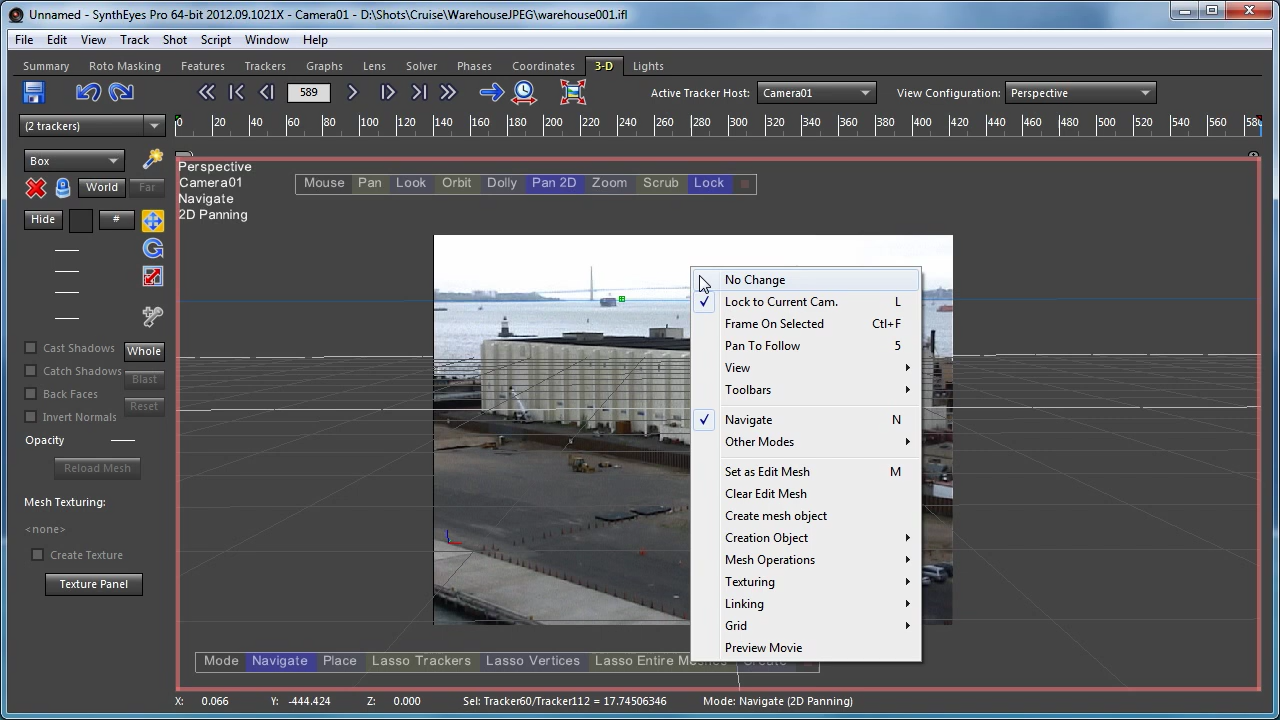 Unnamed - SynthEyes Pro 64-bit 2012.09.1021X - Camera01 - D:\Shots\Cruise\WarehouseJPEG\warehouse001.ifl
File Edit View Track Shot Script Window Help
Summary Roto Masking Features Trackers Graphs Lens Solver Phases Coordinates 3-D Lights
589 Active Tracker Host: Camera01 View Configuration: Perspective
(2 trackers) 0 20 40 60 80 100 120 140 160 180 200 220 240 260 280 300 320 340 360 380 400 420 440 460 480 500 520 540 560
Box
World Far
Hide #
Cast Shadows Whole
Catch Shadows
Blast
Back Faces
Reset
Invert Normals
Opacity
Reload Mesh
Mesh Texturing:
<none>
Create Texture
Texture Panel
Perspective
Camera01
Navigate
2D Panning
Mouse Pan Look Orbit Dolly Pan 2D Zoom Scrub Lock
No Change
Lock to Current Cam. L
Frame On Selected Ctl+F
Pan To Follow 5
View
Toolbars
Navigate N
Other Modes
Set as Edit Mesh M
Clear Edit Mesh
Create mesh object
Creation Object
Mesh Operations
Texturing
Linking
Grid
Preview Movie
Mode Navigate Place Lasso Trackers Lasso Vertices Lasso Entire
X: 0.066 Y: -444.424 Z: 0.000 Sel: Tracker60/Tracker112 = 17.74506346 Mode: Navigate (2D Panning)